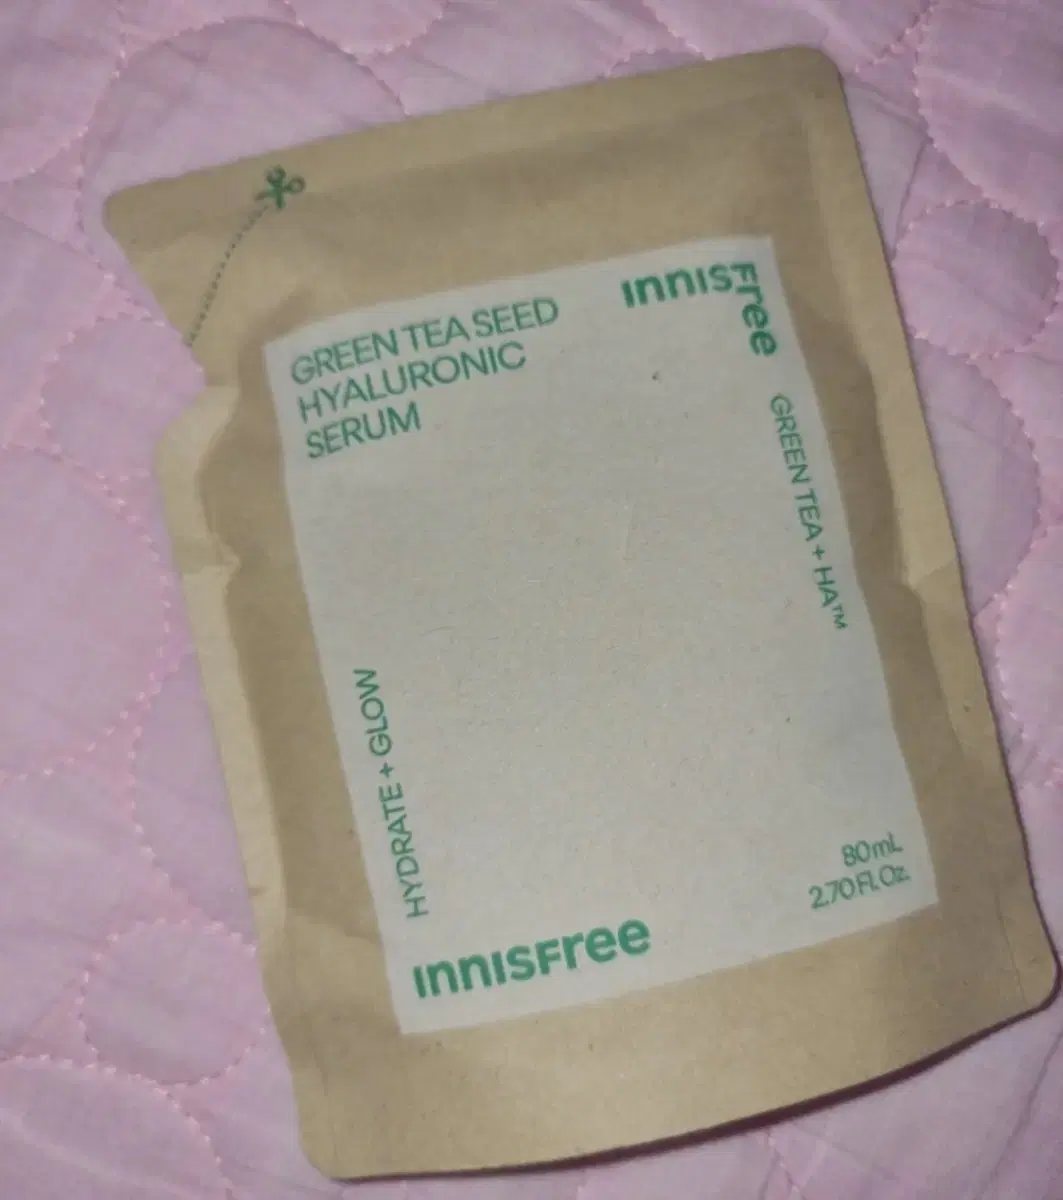 GREEN TEA SEED
HYALURONIC
SERUM
INNISFree
GREEN TEA + HA™
HYDRATE + GLOW
80mL
2.70 Fl. Oz.
INNISFree